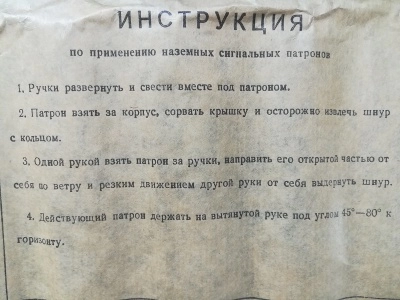 ИНСТРУКЦИЯ
по применению наземных сигнальных патронов
1. Ручки развернуть и свести вместе под патроном.
2. Патрон взять за корпус, сорвать крышку и осторожно извлечь шнур
с кольцом.
3. Одной рукой взять патрон за ручки, направить его открытой частью от
себя по ветру и резким движением другой руки от себя выдернуть шнур.
4. Действующий патрон держать на вытянутой руке под углом 45°—80° к
горизонту.